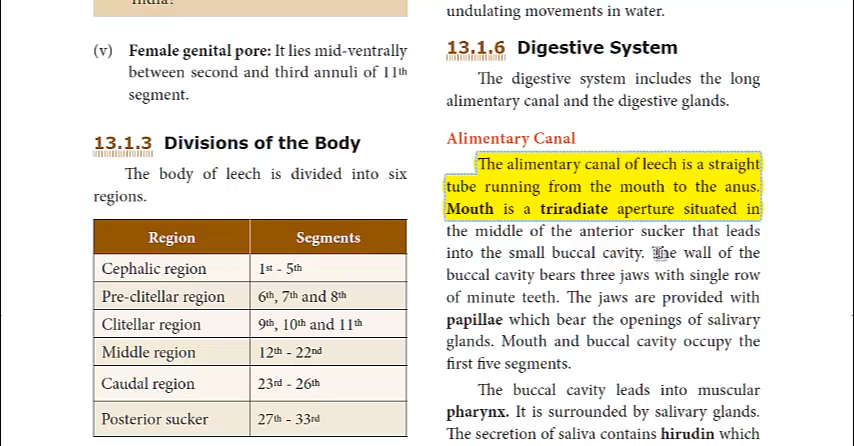 India?
(v) Female genital pore: It lies mid-ventrally
between second and third annuli of 11th
segment.
13.1.3 Divisions of the Body
The body of leech is divided into six
regions.
Region Segments
Cephalic region 1st - 5th
Pre-clitellar region 6th, 7th and 8th
Clitellar region 9th, 10th and 11th
Middle region 12th - 22nd
Caudal region 23rd - 26th
Posterior sucker 27th - 33rd
undulating movements in water.
13.1.6 Digestive System
The digestive system includes the long
alimentary canal and the digestive glands.
Alimentary Canal
The alimentary canal of leech is a straight
tube running from the mouth to the anus.
Mouth is a triradiate aperture situated in
the middle of the anterior sucker that leads
into the small buccal cavity. The wall of the
buccal cavity bears three jaws with single row
of minute teeth. The jaws are provided with
papillae which bear the openings of salivary
glands. Mouth and buccal cavity occupy the
first five segments.
The buccal cavity leads into muscular
pharynx. It is surrounded by salivary glands.
The secretion of saliva contains hirudin which